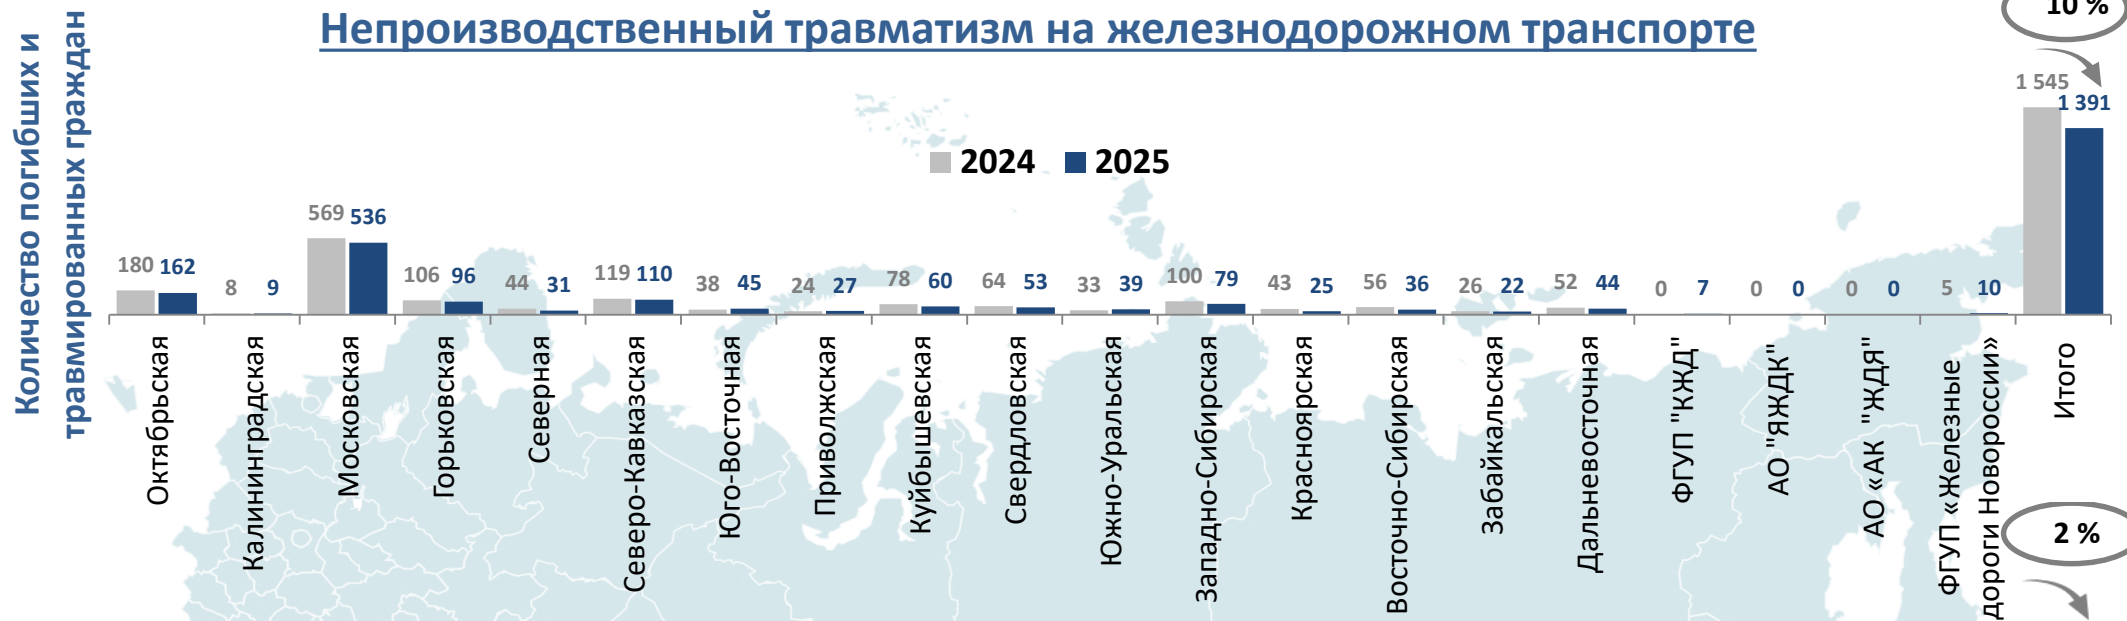 Непроизводственный травматизм на железнодорожном транспорте
10 %
Количество погибших и
травмированных граждан
2024 2025
180 162
8 9
569 536
106 96
44 31
119 110
38 45
24 27
78 60
64 53
33 39
100 79
43 25
56 36
26 22
52 44
0 7
0 0
0 0
5 10
1 545
1 391
Октябрьская
Калининградская
Московская
Горьковская
Северная
Северо-Кавказская
Юго-Восточная
Приволжская
Куйбышевская
Свердловская
Южно-Уральская
Западно-Сибирская
Красноярская
Восточно-Сибирская
Забайкальская
Дальневосточная
ФГУП "КЖД"
АО "ЯЖДК"
АО «АК "ЖДЯ"
ФГУП «Железные
дороги Новороссии»
Итого
2 %